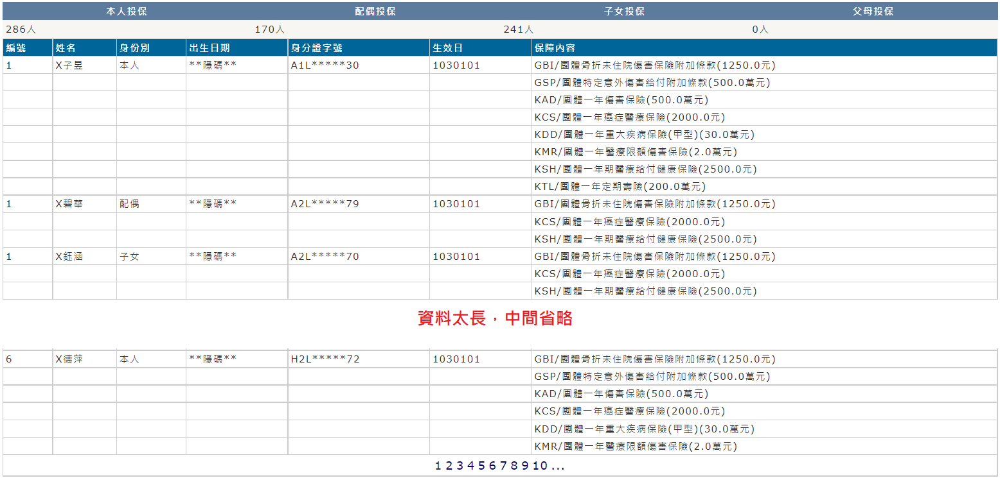 本人投保 配偶投保 子女投保 父母投保
286人 170人 241人 0人
編號 姓名 身份別 出生日期 身分證字號 生效日 保障內容
1 X子昱 本人 **隱碼** A1L*****30 1030101 GBI/團體骨折未住院傷害保險附加條款(1250.0元)
GSP/團體特定意外傷害給付附加條款(500.0萬元)
KAD/團體一年傷害保險(500.0萬元)
KCS/團體一年癌症醫療保險(2000.0元)
KDD/團體一年重大疾病保險(甲型)(30.0萬元)
KMR/團體一年醫療限額傷害保險(2.0萬元)
KSH/團體一年期醫療給付健康保險(2500.0元)
KTL/團體一年定期壽險(200.0萬元)
1 X碧華 配偶 **隱碼** A2L*****79 1030101 GBI/團體骨折未住院傷害保險附加條款(1250.0元)
KCS/團體一年癌症醫療保險(2000.0元)
KSH/團體一年期醫療給付健康保險(2500.0元)
1 X鈺涵 子女 **隱碼** A2L*****70 1030101 GBI/團體骨折未住院傷害保險附加條款(1250.0元)
KCS/團體一年癌症醫療保險(2000.0元)
KSH/團體一年期醫療給付健康保險(2500.0元)
資料太長，中間省略
6 X德萍 本人 **隱碼** H2L*****72 1030101 GBI/團體骨折未住院傷害保險附加條款(1250.0元)
GSP/團體特定意外傷害給付附加條款(500.0萬元)
KAD/團體一年傷害保險(500.0萬元)
KCS/團體一年癌症醫療保險(2000.0元)
KDD/團體一年重大疾病保險(甲型)(30.0萬元)
KMR/團體一年醫療限額傷害保險(2.0萬元)
1 2 3 4 5 6 7 8 9 10 ...